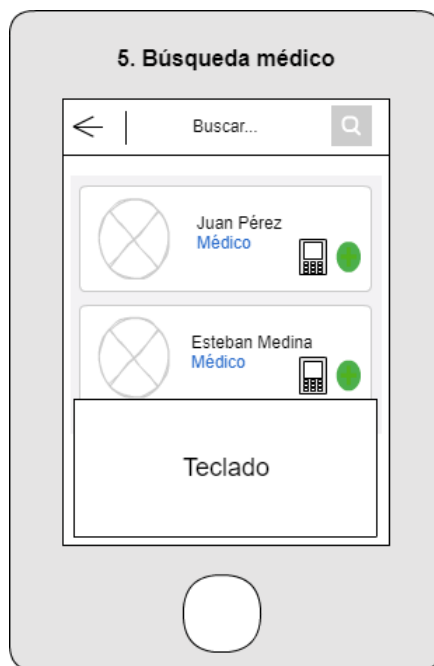 5. Búsqueda médico
Buscar...
Juan Pérez
Médico
Esteban Medina
Médico
Teclado